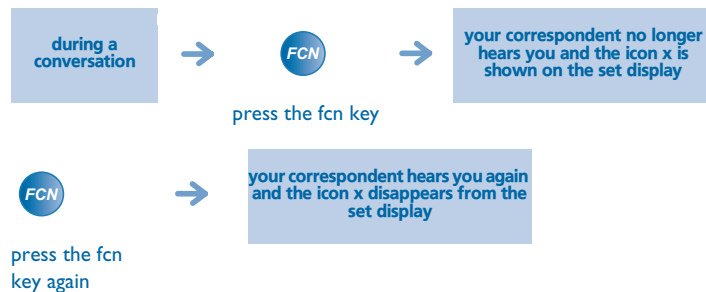 during a
conversation
FCN
your correspondent no longer
hears you and the icon x is
shown on the set display
press the fcn key
FCN
your correspondent hears you again
and the icon x disappears from the
set display
press the fcn
key again